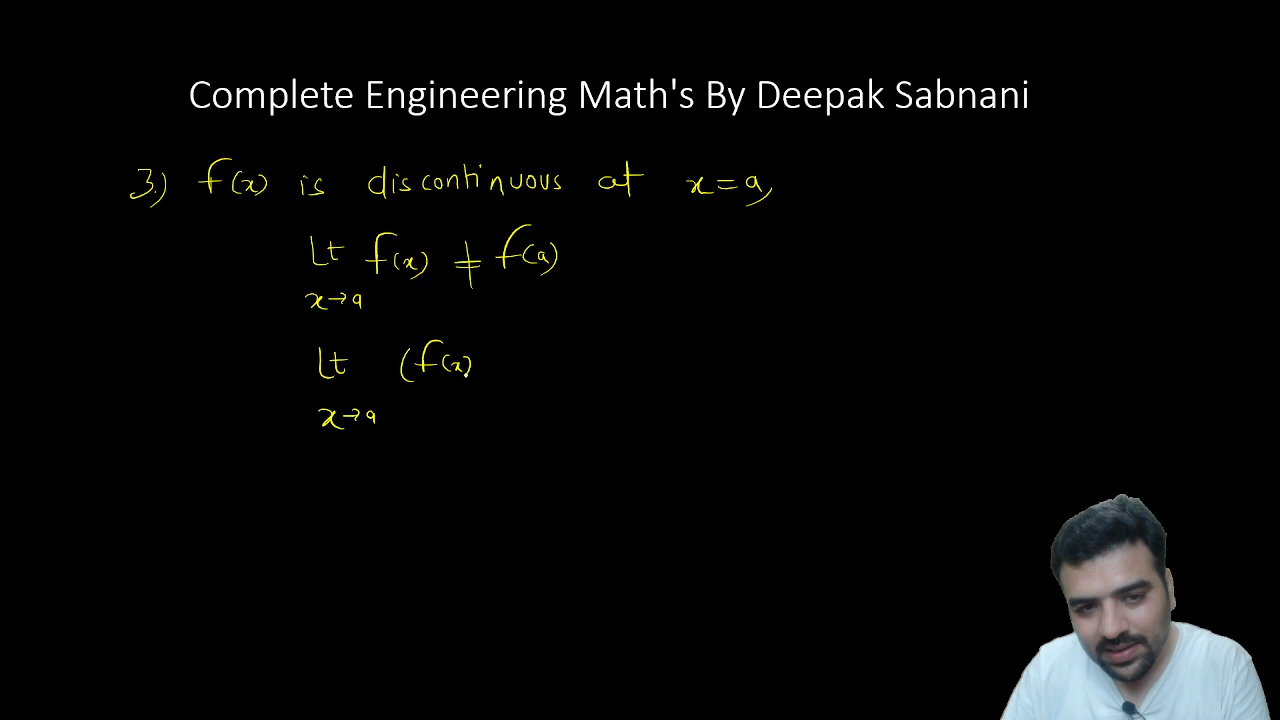 Complete Engineering Math's By Deepak Sabnani
3.) f(x) is discontinuous at x=a,
Lt f(x) ≠ f(a)
x→a
Lt (f(x)
x→a